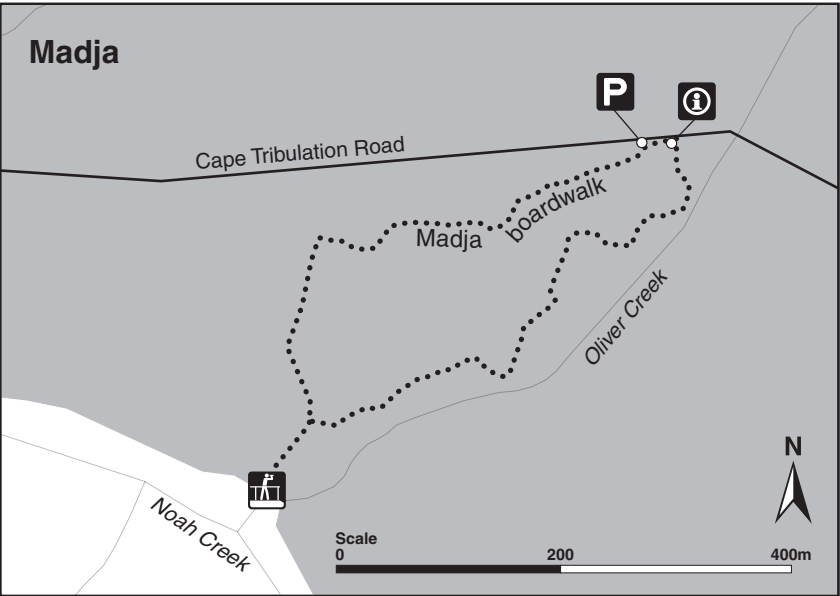 Madja
P
i
Cape Tribulation Road
Madja boardwalk
Oliver Creek
N
Noah Creek
Scale
0 200 400m